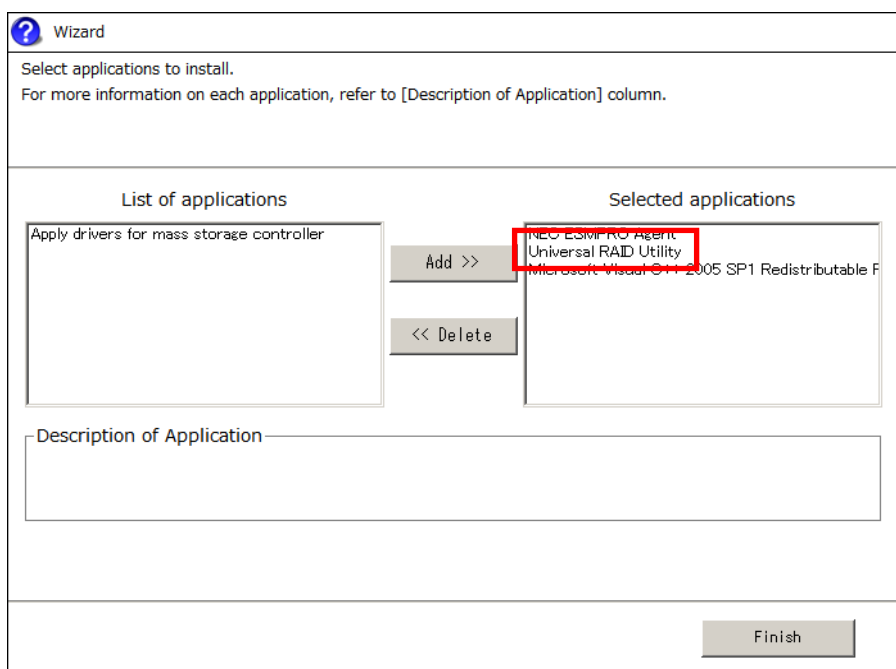 Wizard
Select applications to install.
For more information on each application, refer to [Description of Application] column.
List of applications
Selected applications
Apply drivers for mass storage controller
Add >>
<< Delete
NEC ESMPRO Agent
Universal RAID Utility
Microsoft Visual C++ 2005 SP1 Redistributable P
Description of Application
Finish